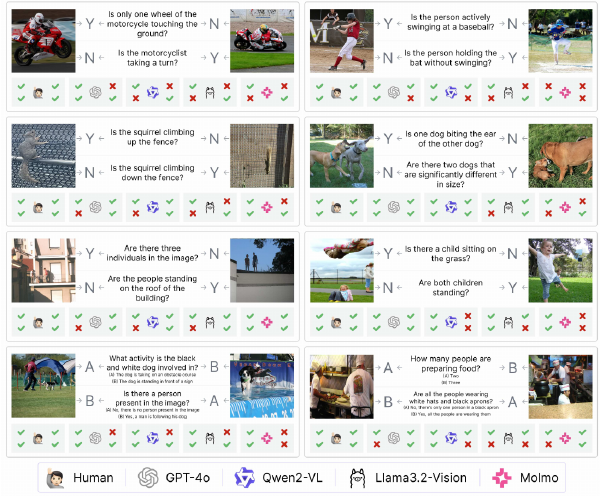 Y
Is only one wheel of the
motorcycle touching the
ground?
N
N
Is the motorcyclist
taking a turn?
Y
Y
Is the person actively
swinging at a baseball?
N
N
Is the person holding the
bat without swinging?
Y
Y
Is the squirrel climbing
up the fence?
N
N
Is the squirrel climbing
down the fence?
Y
Y
Is one dog biting the ear
of the other dog?
N
N
Are there two dogs that
are significantly different
in size?
Y
Y
Are there three
individuals in the image?
N
N
Are the people standing
on the roof of the
building?
Y
Y
Is there a child sitting on
the grass?
N
N
Are both children
standing?
Y
A
What activity is the black
and white dog involved in?
(A) The dog is taking on an obstacle course
(B) The dog is standing in front of a sign
B
B
Is there a person
present in the image?
(A) No, there is no person present in the image
(B) Yes, a man is following his dog
A
A
How many people are
preparing food?
(A) Two
(B) Three
B
B
Are all the people wearing
white hats and black aprons?
(A) No, there's only one person in a black apron
(B) Yes, all the people are wearing them
A
Human
GPT-4o
Qwen2-VL
Llama3.2-Vision
Molmo